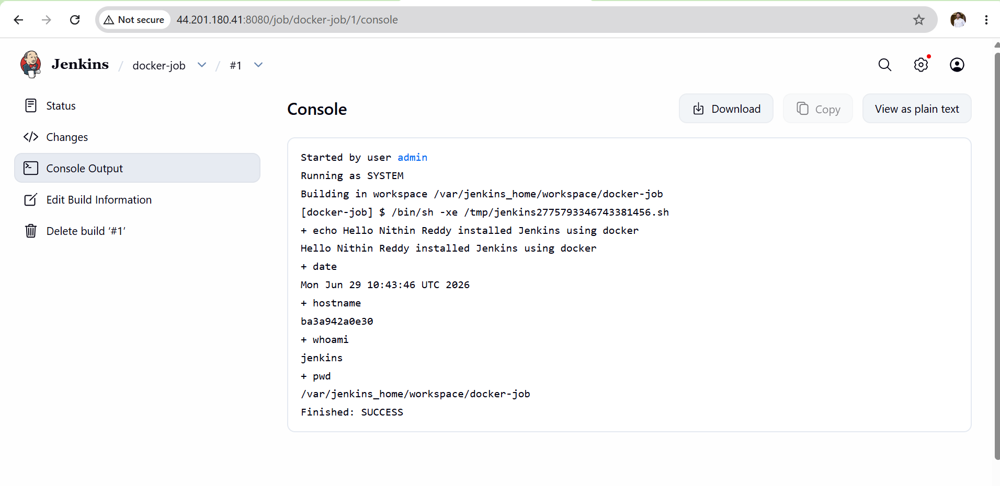 Not secure 44.201.180.41:8080/job/docker-job/1/console
Jenkins / docker-job / #1
Status
Changes
Console Output
Edit Build Information
Delete build ‘#1’
Console
Download
Copy
View as plain text
Started by user admin
Running as SYSTEM
Building in workspace /var/jenkins_home/workspace/docker-job
[docker-job] $ /bin/sh -xe /tmp/jenkins2775793346743381456.sh
+ echo Hello Nithin Reddy installed Jenkins using docker
Hello Nithin Reddy installed Jenkins using docker
+ date
Mon Jun 29 10:43:46 UTC 2026
+ hostname
ba3a942a0e30
+ whoami
jenkins
+ pwd
/var/jenkins_home/workspace/docker-job
Finished: SUCCESS